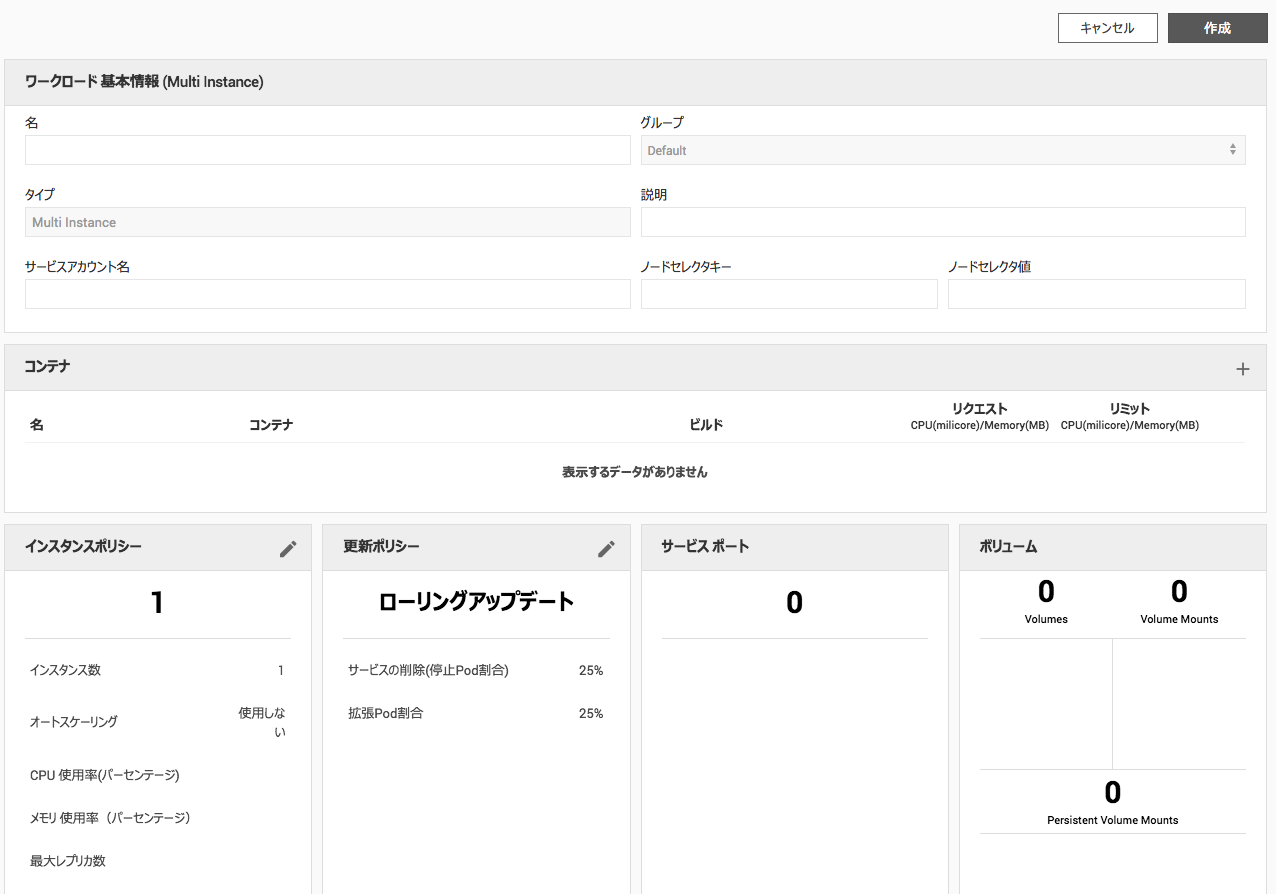 キャンセル
作成
ワークロード 基本情報 (Multi Instance)
名
グループ
Default
タイプ
説明
Multi Instance
サービスアカウント名
ノードセレクタキー
ノードセレクタ値
コンテナ
名
コンテナ
ビルド
リクエスト
CPU(milicore)/Memory(MB)
リミット
CPU(milicore)/Memory(MB)
表示するデータがありません
インスタンスポリシー
1
インスタンス数 1
オートスケーリング 使用しな
い
CPU 使用率(パーセンテージ)
メモリ 使用率（パーセンテージ）
最大レプリカ数
更新ポリシー
ローリングアップデート
サービスの削除(停止Pod割合) 25%
拡張Pod割合 25%
サービス ポート
0
ボリューム
0
Volumes
0
Volume Mounts
0
Persistent Volume Mounts